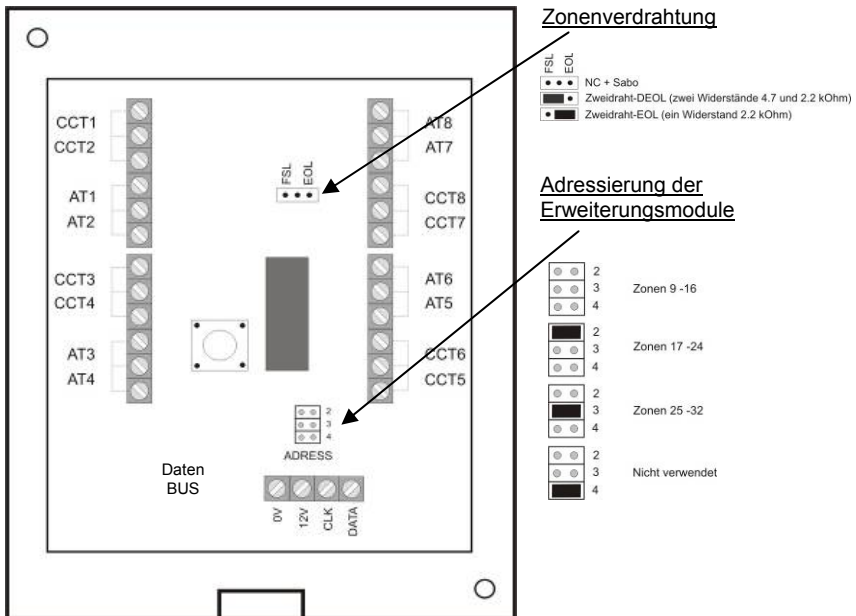 Zonenverdrahtung
FSL
EOL
NC + Sabo
Zweidraht-DEOL (zwei Widerstände 4.7 und 2.2 kOhm)
Zweidraht-EOL (ein Widerstand 2.2 kOhm)
CCT1
CCT2
AT1
AT2
CCT3
CCT4
AT3
AT4
FSL
EOL
AT8
AT7
CCT8
CCT7
AT6
AT5
CCT6
CCT5
2
3
4
ADRESS
Daten
BUS
0V
12V
CLK
DATA
Adressierung der
Erweiterungsmodule
2
3 Zonen 9 -16
4
2
3 Zonen 17 -24
4
2
3 Zonen 25 -32
4
2
3 Nicht verwendet
4